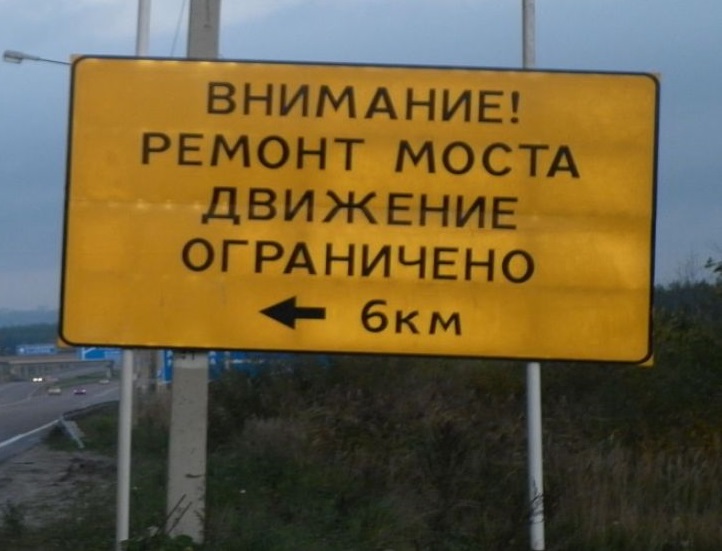 ВНИМАНИЕ!
РЕМОНТ МОСТА
ДВИЖЕНИЕ
ОГРАНИЧЕНО
← 6км